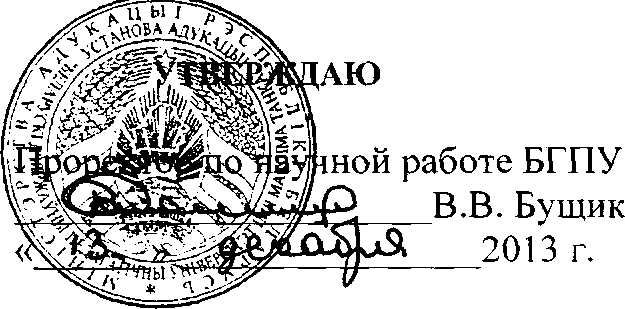 УТВЕРЖДАЮ
Проректор по научной работе БГПУ
В.В. Бущик
«13» декабря 2013 г.